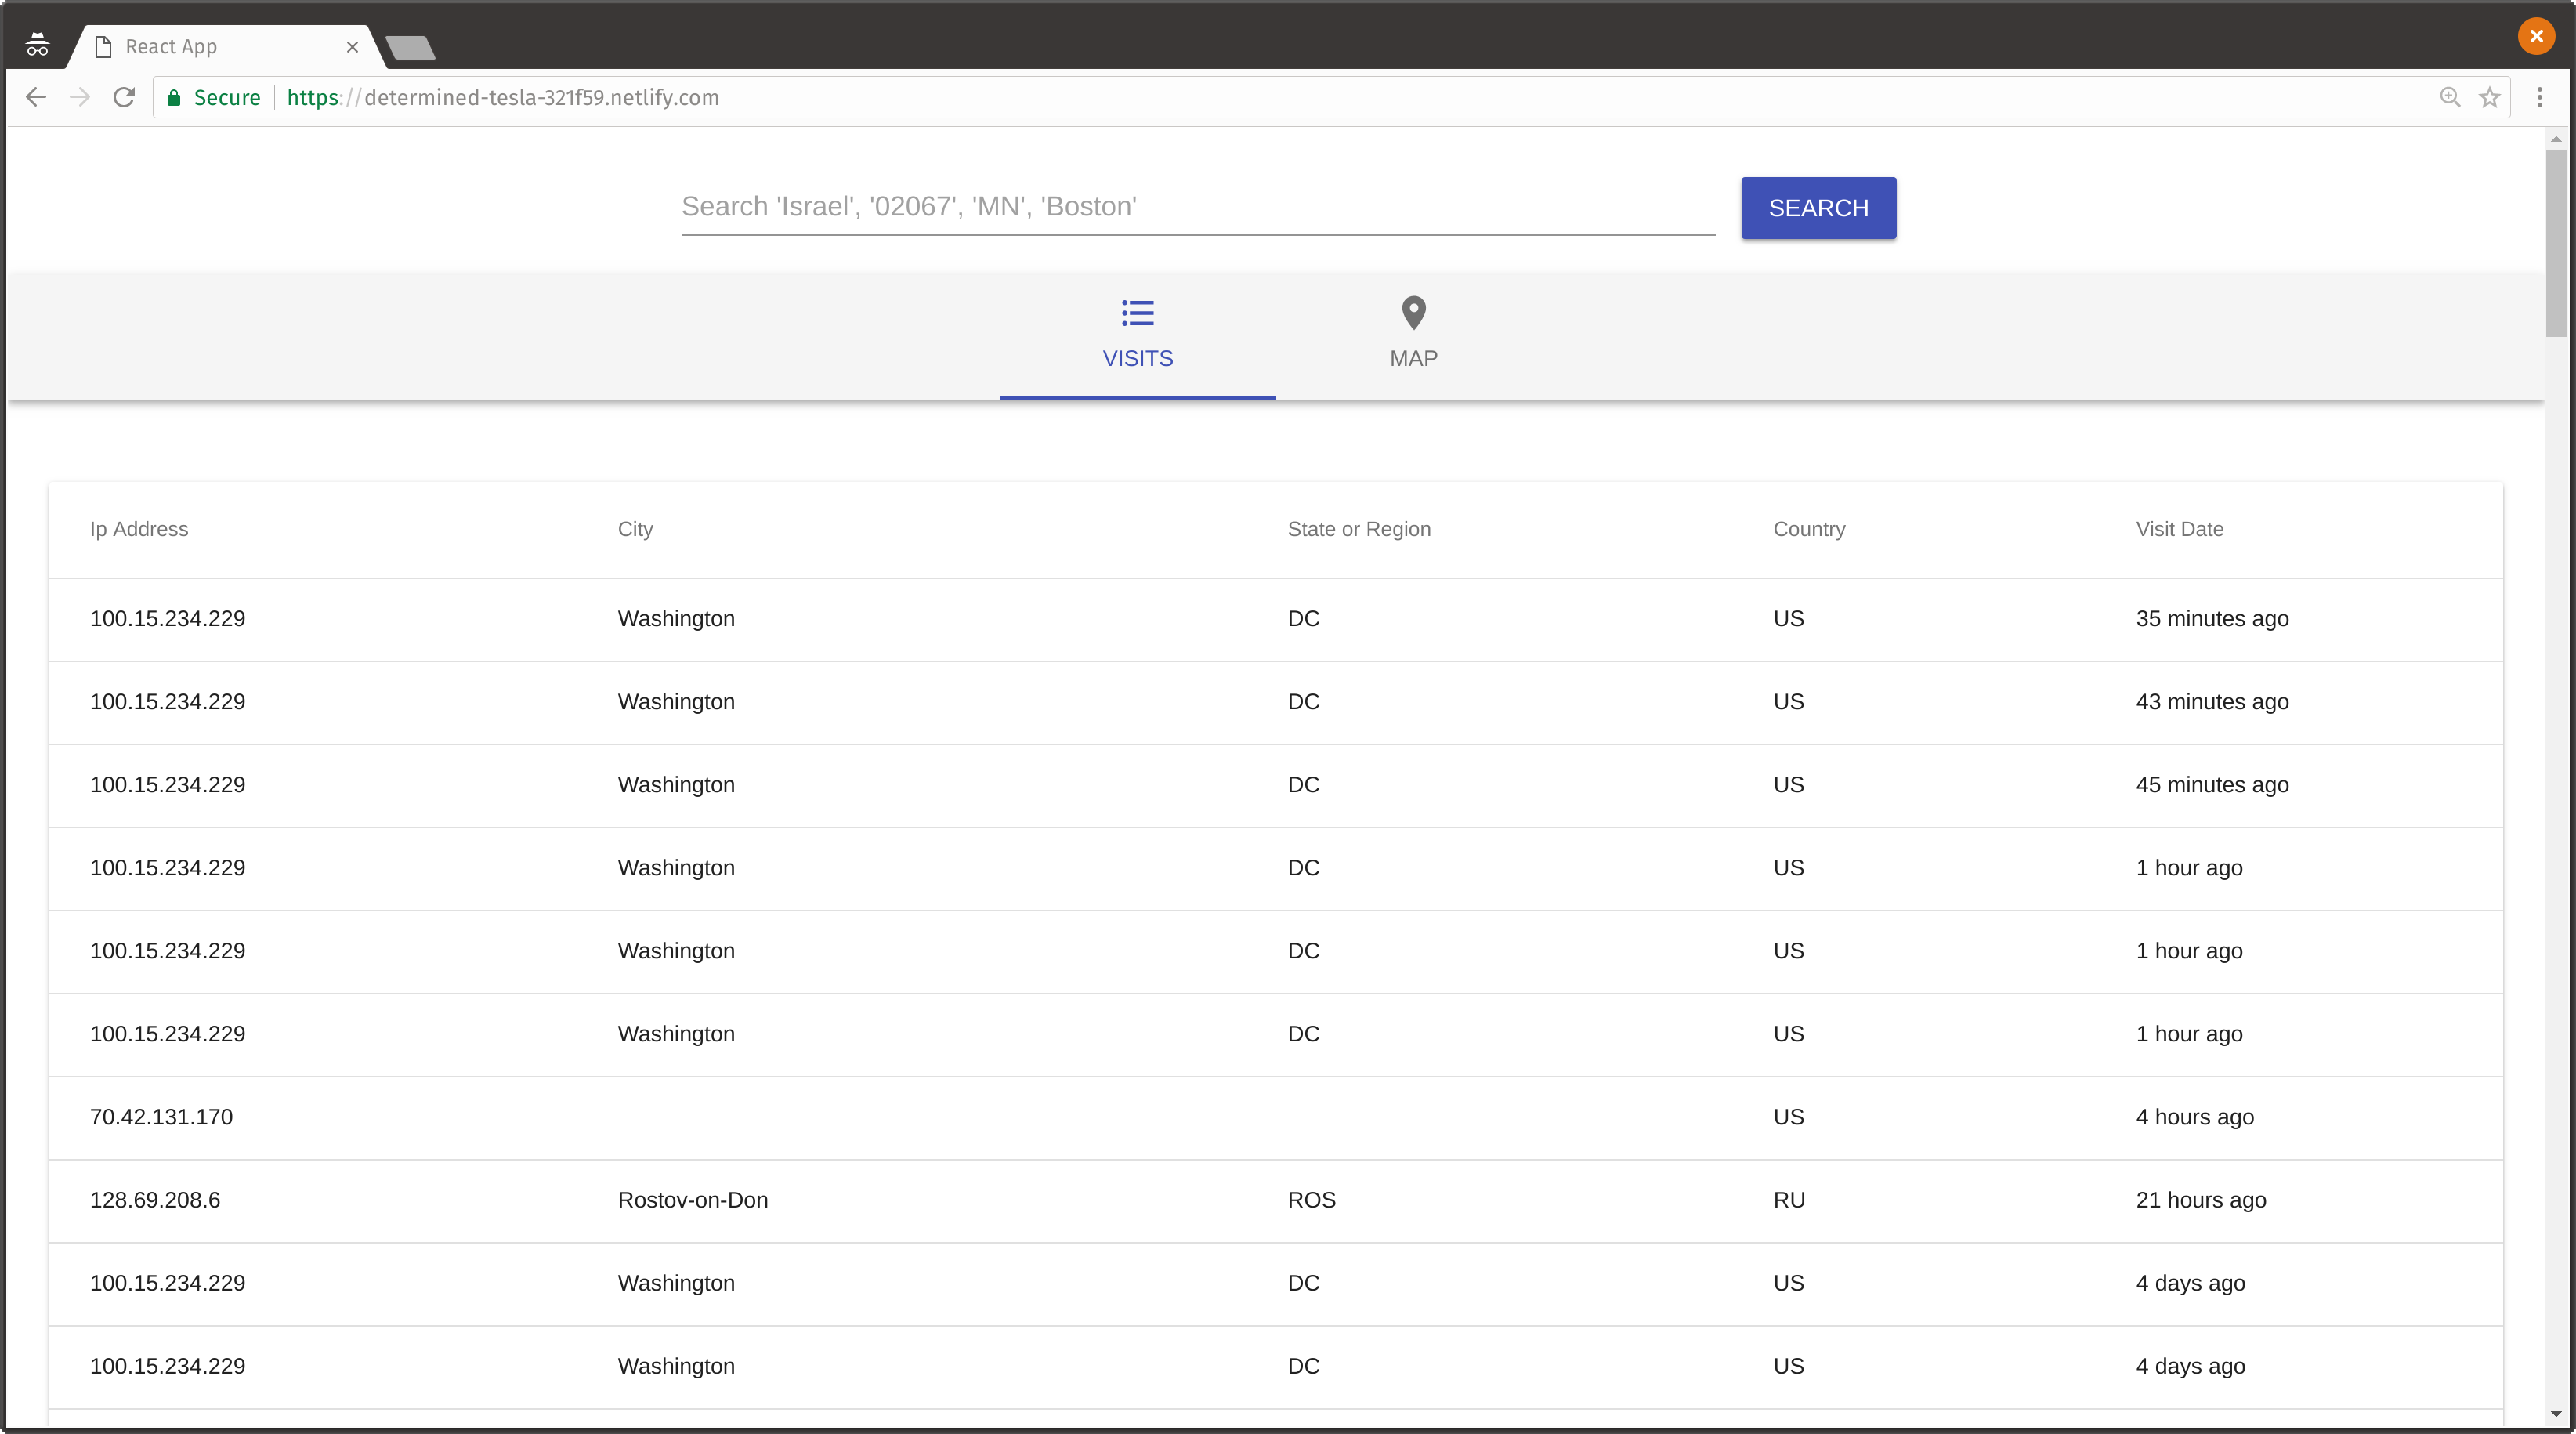 React App
Secure https://determined-tesla-321f59.netlify.com
Search 'Israel', '02067', 'MN', 'Boston' SEARCH
VISITS MAP
Ip Address City State or Region Country Visit Date
100.15.234.229 Washington DC US 35 minutes ago
100.15.234.229 Washington DC US 43 minutes ago
100.15.234.229 Washington DC US 45 minutes ago
100.15.234.229 Washington DC US 1 hour ago
100.15.234.229 Washington DC US 1 hour ago
100.15.234.229 Washington DC US 1 hour ago
70.42.131.170 US 4 hours ago
128.69.208.6 Rostov-on-Don ROS RU 21 hours ago
100.15.234.229 Washington DC US 4 days ago
100.15.234.229 Washington DC US 4 days ago